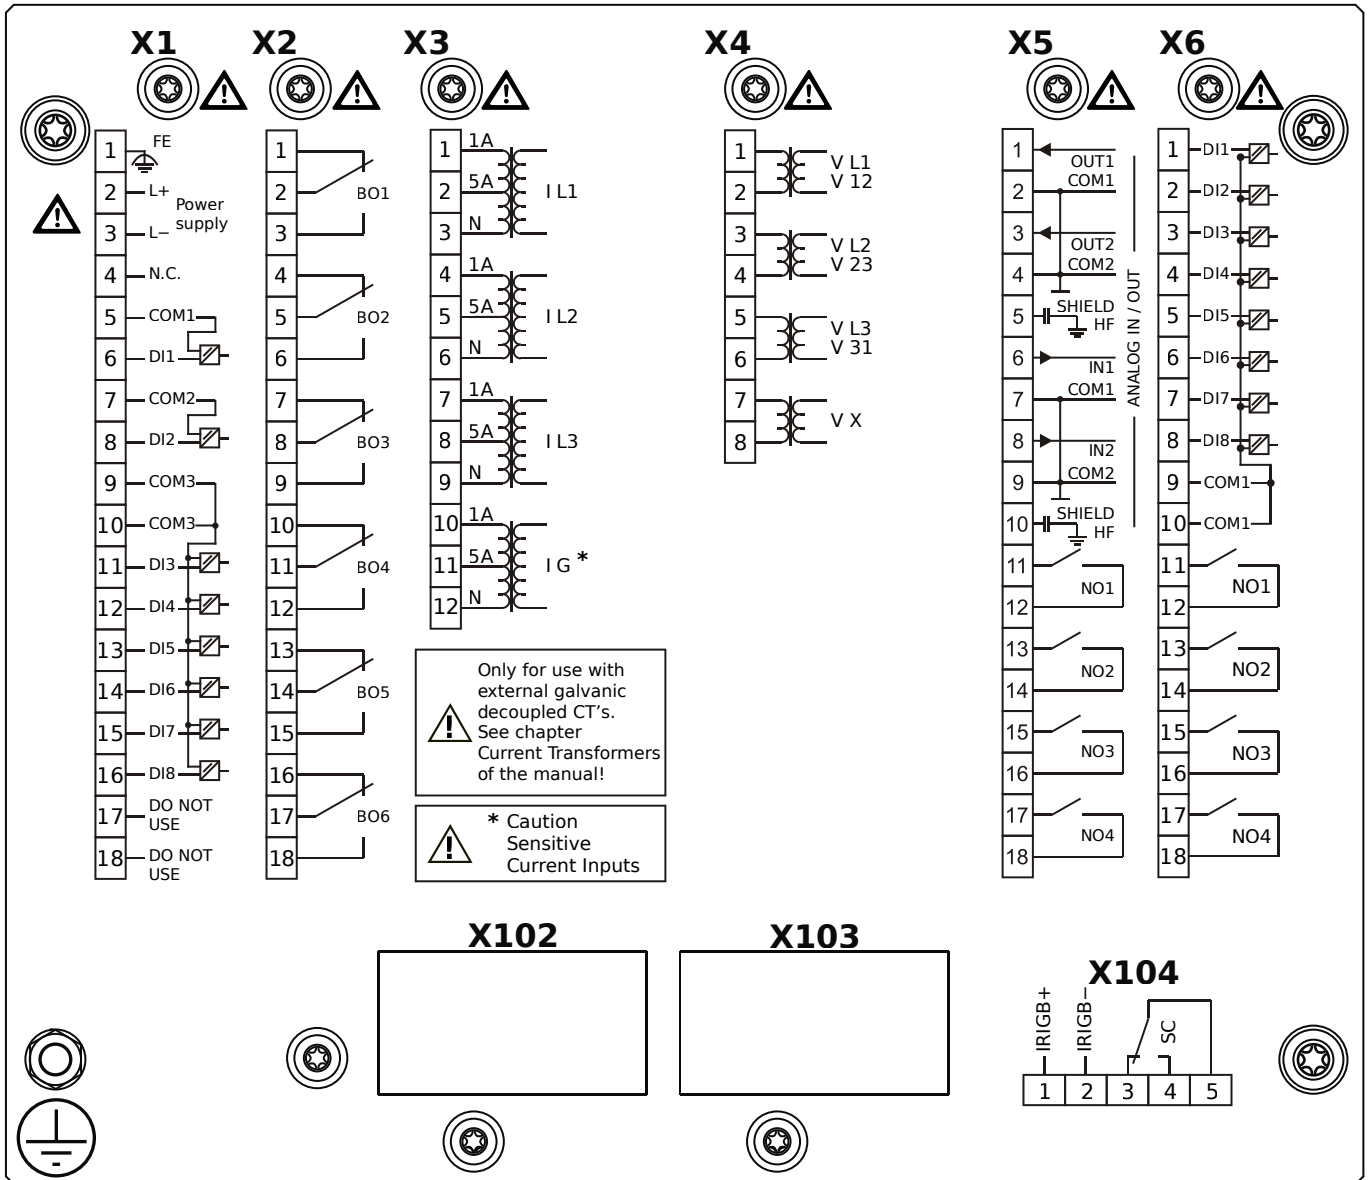 X1
1
FE
2
L+
Power
supply
3
L−
4
N.C.
5
COM1
6
DI1
7
COM2
8
DI2
9
COM3
10
COM3
11
DI3
12
DI4
13
DI5
14
DI6
15
DI7
16
DI8
17
DO NOT
USE
18
DO NOT
USE
X2
1
2
BO1
3
4
5
BO2
6
7
8
BO3
9
10
11
BO4
12
13
14
BO5
15
16
17
BO6
18
X3
1
1A
2
5A
I L1
3
N
4
1A
5
5A
I L2
6
N
7
1A
8
5A
I L3
9
N
10
1A
11
5A
I G *
12
N
Only for use with
external galvanic
decoupled CT's.
See chapter
Current Transformers
of the manual!
* Caution
Sensitive
Current Inputs
X4
1
V L1
2
V 12
3
V L2
4
V 23
5
V L3
6
V 31
7
V X
8
X5
1
OUT1
2
COM1
3
OUT2
4
COM2
5
SHIELD
HF
6
IN1
7
COM1
8
IN2
9
COM2
10
SHIELD
HF
ANALOG IN / OUT
11
NO1
12
13
NO2
14
15
NO3
16
17
NO4
18
X6
1
DI1
2
DI2
3
DI3
4
DI4
5
DI5
6
DI6
7
DI7
8
DI8
9
COM1
10
COM1
11
NO1
12
13
NO2
14
15
NO3
16
17
NO4
18
X102
X103
X104
IRIGB+
IRIGB−
SC
1 2 3 4 5